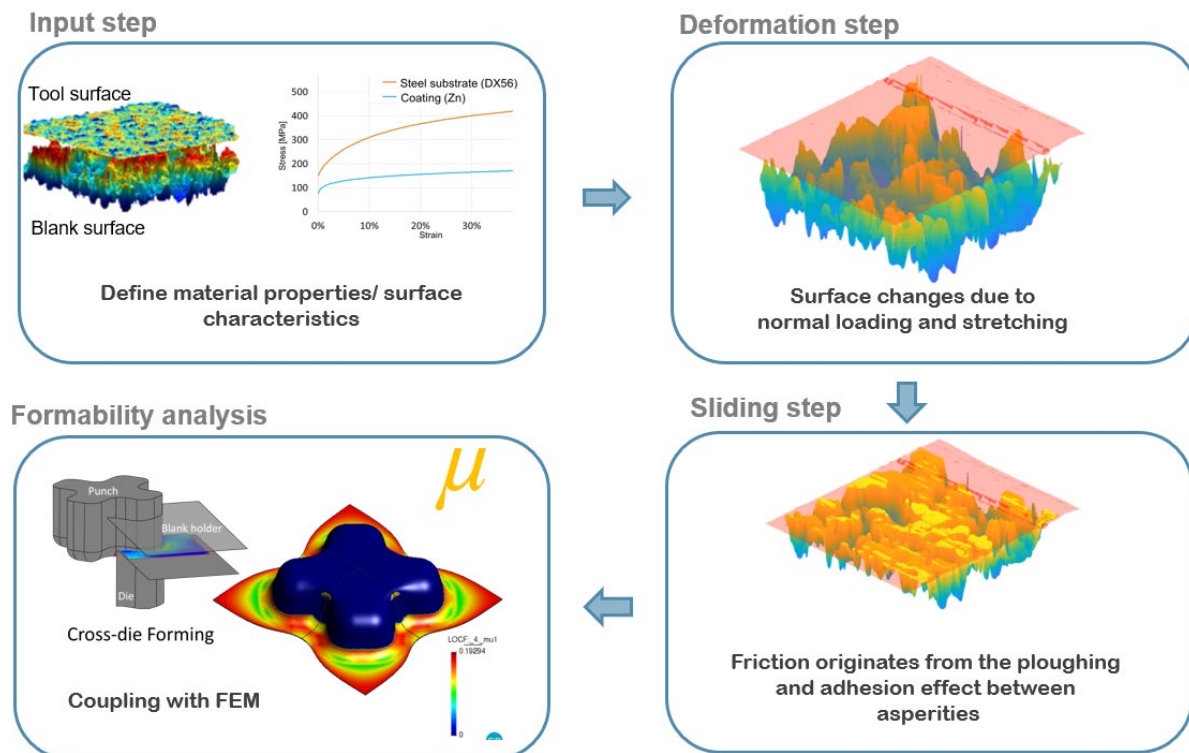 Input step
Tool surface
Blank surface
Stress [MPa]
500
400
300
200
100
0
0%
10%
20%
30%
Strain
Steel substrate (DX56)
Coating (Zn)
Define material properties/ surface
characteristics
Deformation step
Surface changes due to
normal loading and stretching
Sliding step
Friction originates from the ploughing
and adhesion effect between
asperities
Formability analysis
Punch
Blank holder
Die
Cross-die Forming
Coupling with FEM
μ
LOCF:_4_mu1
0.19294
0